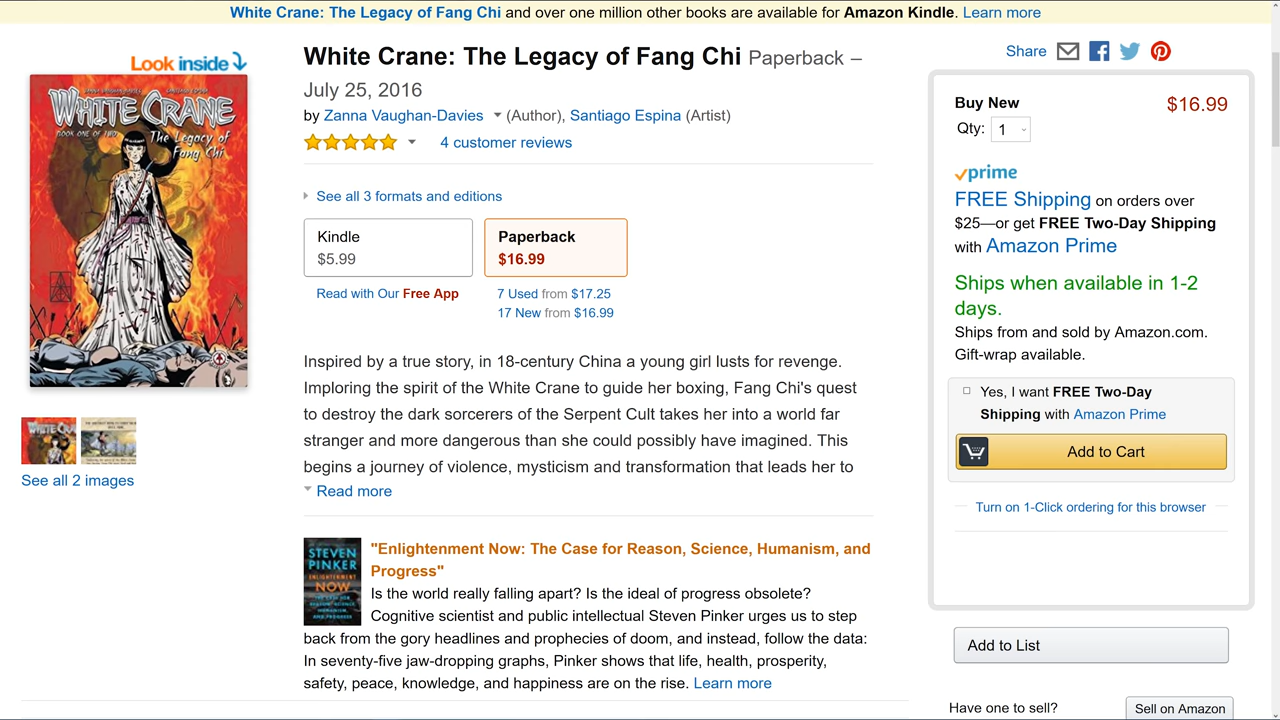 White Crane: The Legacy of Fang Chi and over one million other books are available for Amazon Kindle. Learn more
Look inside
WHITE CRANE
BOOK ONE OF TWO
The Legacy of
Fang Chi
See all 2 images
White Crane: The Legacy of Fang Chi Paperback –
July 25, 2016
by Zanna Vaughan-Davies (Author), Santiago Espina (Artist)
4 customer reviews
See all 3 formats and editions
Kindle
$5.99
Paperback
$16.99
Read with Our Free App
7 Used from $17.25
17 New from $16.99
Inspired by a true story, in 18-century China a young girl lusts for revenge.
Imploring the spirit of the White Crane to guide her boxing, Fang Chi's quest
to destroy the dark sorcerers of the Serpent Cult takes her into a world far
stranger and more dangerous than she could possibly have imagined. This
begins a journey of violence, mysticism and transformation that leads her to
Read more
STEVEN
PINKER
ENLIGHTENMENT
NOW
"Enlightenment Now: The Case for Reason, Science, Humanism, and
Progress"
Is the world really falling apart? Is the ideal of progress obsolete?
Cognitive scientist and public intellectual Steven Pinker urges us to step
back from the gory headlines and prophecies of doom, and instead, follow the data:
In seventy-five jaw-dropping graphs, Pinker shows that life, health, prosperity,
safety, peace, knowledge, and happiness are on the rise. Learn more
Share
Buy New $16.99
Qty: 1
prime
FREE Shipping on orders over
$25—or get FREE Two-Day Shipping
with Amazon Prime
Ships when available in 1-2
days.
Ships from and sold by Amazon.com.
Gift-wrap available.
Yes, I want FREE Two-Day
Shipping with Amazon Prime
Add to Cart
Turn on 1-Click ordering for this browser
Add to List
Have one to sell? Sell on Amazon